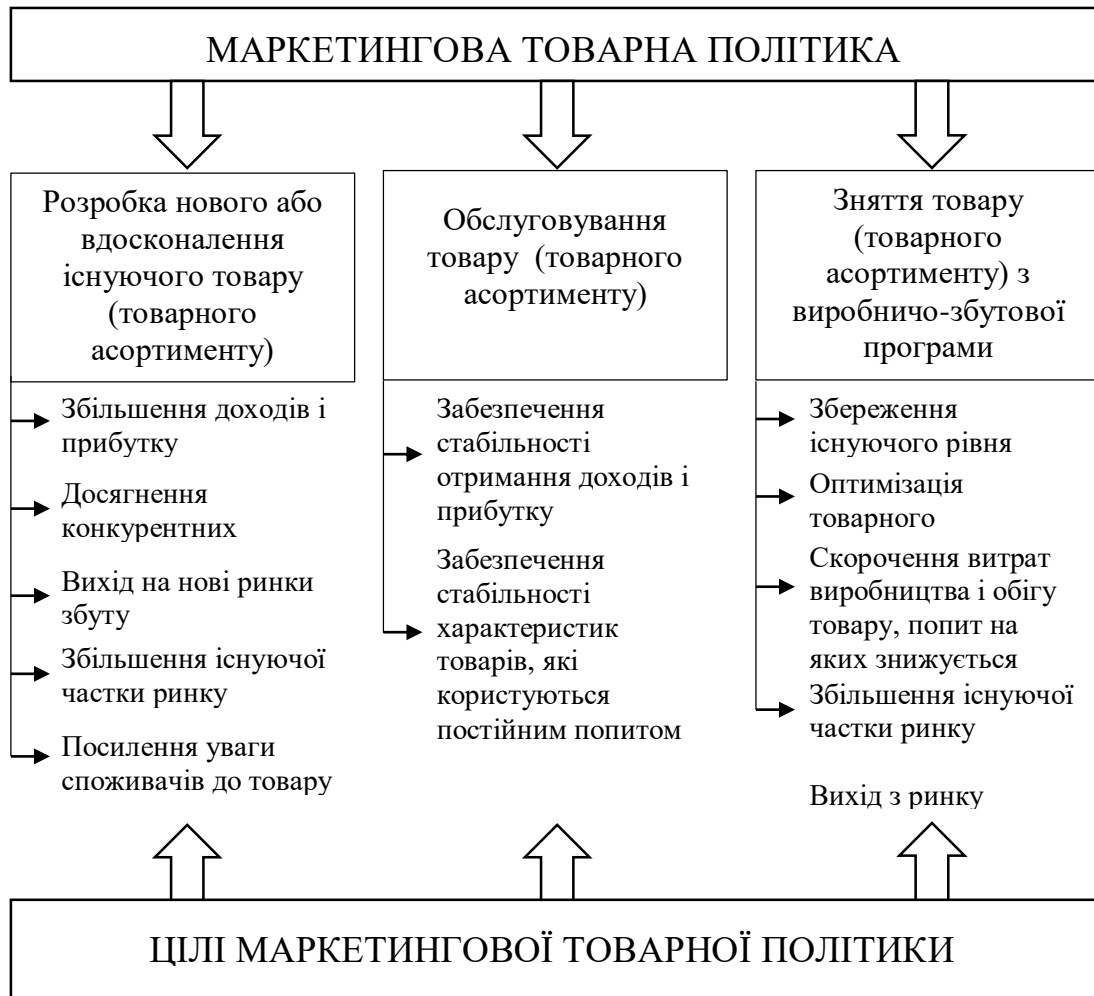 МАРКЕТИНГОВА ТОВАРНА ПОЛІТИКА
Розробка нового або
вдосконалення
існуючого товару
(товарного
асортименту)
Збільшення доходів і
прибутку
Досягнення
конкурентних
Вихід на нові ринки
збуту
Збільшення існуючої
частки ринку
Посилення уваги
споживачів до товару
Обслуговування
товару (товарного
асортименту)
Забезпечення
стабільності
отримання доходів і
прибутку
Забезпечення
стабільності
характеристик
товарів, які
користуються
постійним попитом
Зняття товару
(товарного
асортименту) з
виробничо-збутової
програми
Збереження
існуючого рівня
Оптимізація
товарного
Скорочення витрат
виробництва і обігу
товару, попит на
яких знижується
Збільшення існуючої
частки ринку
Вихід з ринку
ЦІЛІ МАРКЕТИНГОВОЇ ТОВАРНОЇ ПОЛІТИКИ